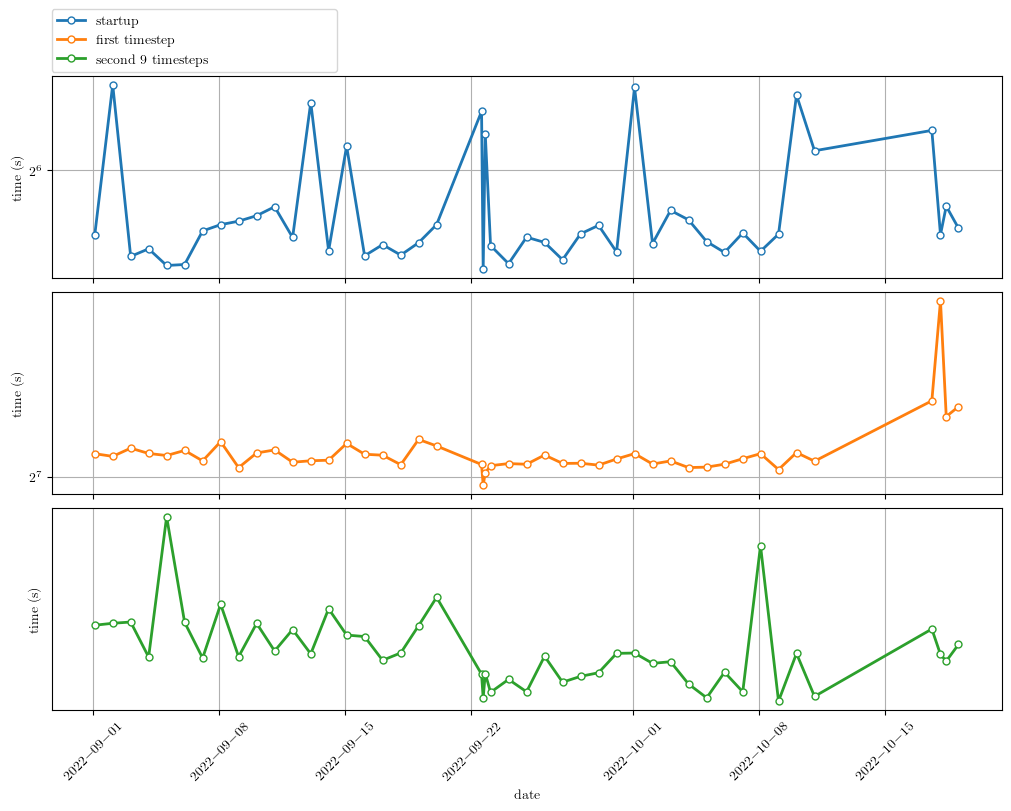 startup
first timestep
second 9 timesteps
time (s)
2^6
time (s)
2^7
time (s)
2022−09−01
2022−09−08
2022−09−15
2022−09−22
2022−10−01
2022−10−08
2022−10−15
date